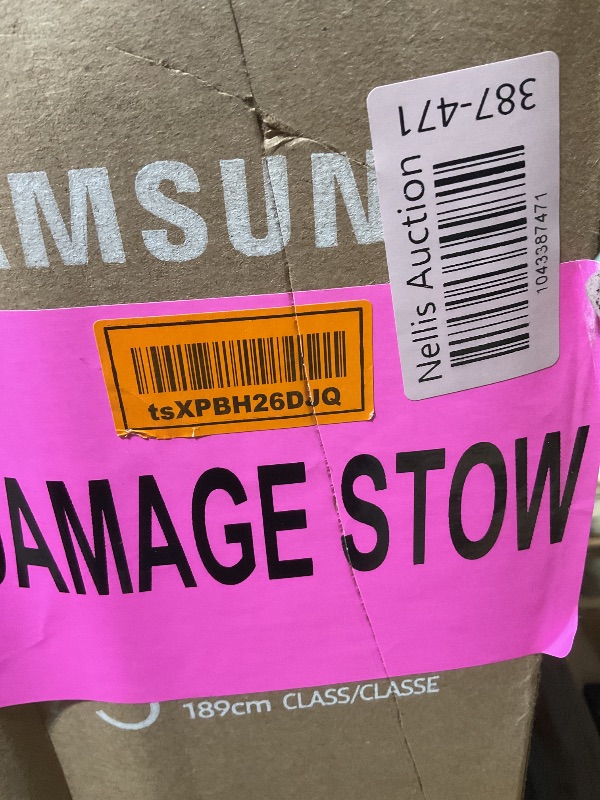 AMSUN
387-471
Nellis Auction
1043387471
tsXPBH26DJQ
DAMAGE STOW
189cm CLASS/CLASSE